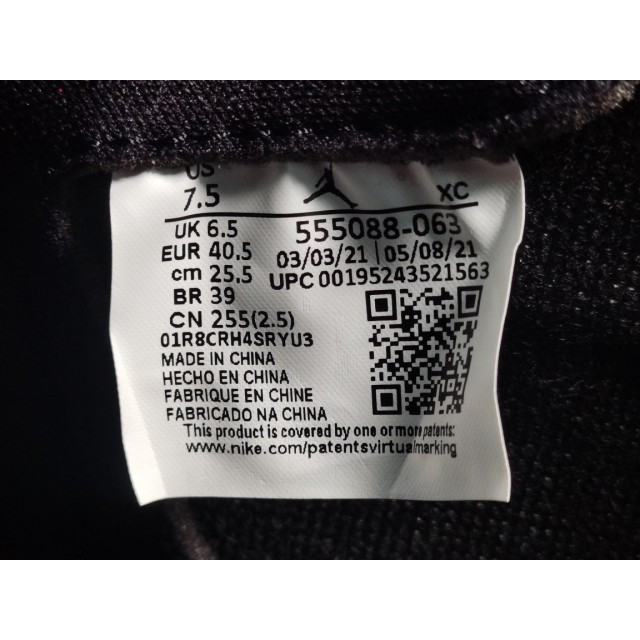 US
7.5
XC
UK 6.5
555088-063
EUR 40.5
03/03/21 | 05/08/21
cm 25.5
UPC 00195243521563
BR 39
CN 255(2.5)
01R8CRH4SRYU3
MADE IN CHINA
HECHO EN CHINA
FABRIQUE EN CHINE
FABRICADO NA CHINA
This product is covered by one or more patents:
www.nike.com/patentsvirtualmarking